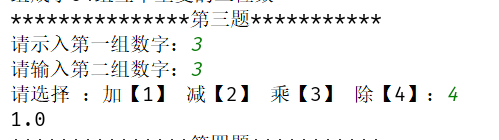 ***************第三题***********
请示入第一组数字：3
请输入第二组数字：3
请选择 ：加【1】 减【2】 乘【3】 除【4】：4
1.0